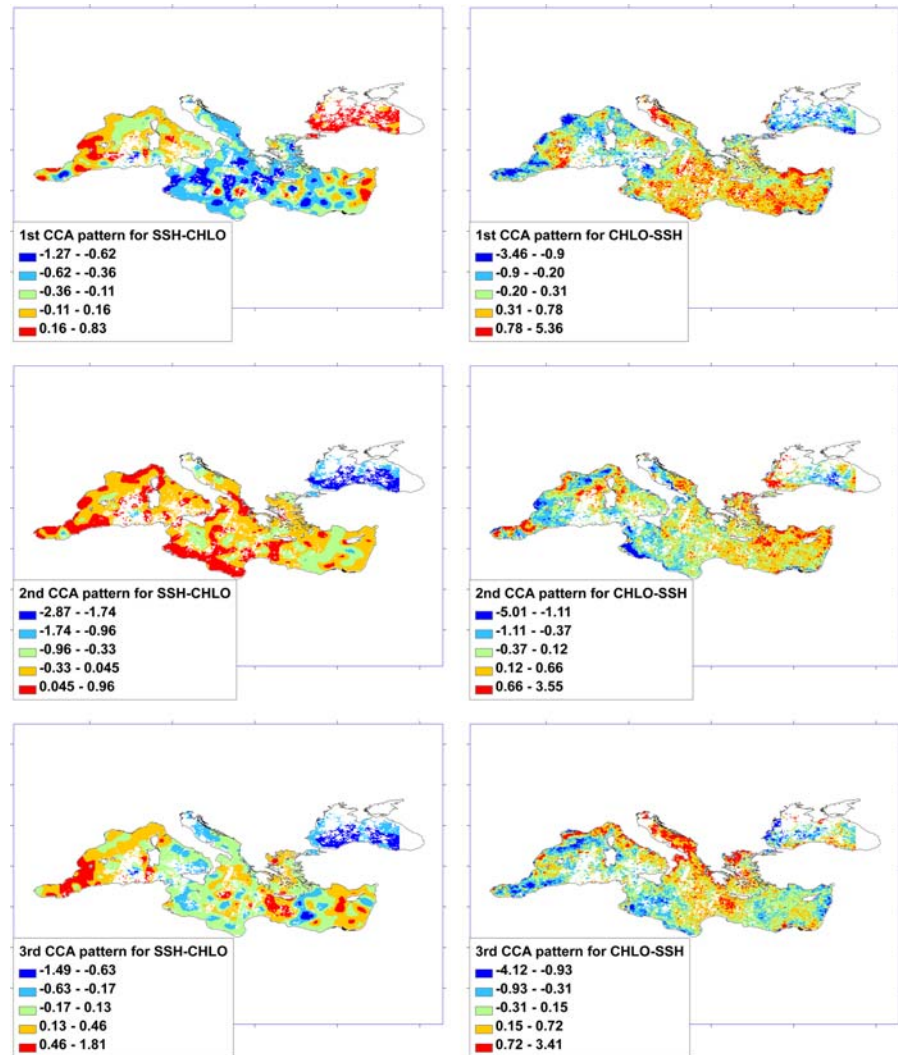 1st CCA pattern for SSH-CHLO
-1.27 - -0.62
-0.62 - -0.36
-0.36 - -0.11
-0.11 - 0.16
0.16 - 0.83
1st CCA pattern for CHLO-SSH
-3.46 - -0.9
-0.9 - -0.20
-0.20 - 0.31
0.31 - 0.78
0.78 - 5.36
2nd CCA pattern for SSH-CHLO
-2.87 - -1.74
-1.74 - -0.96
-0.96 - -0.33
-0.33 - 0.045
0.045 - 0.96
2nd CCA pattern for CHLO-SSH
-5.01 - -1.11
-1.11 - -0.37
-0.37 - 0.12
0.12 - 0.66
0.66 - 3.55
3rd CCA pattern for SSH-CHLO
-1.49 - -0.63
-0.63 - -0.17
-0.17 - 0.13
0.13 - 0.46
0.46 - 1.81
3rd CCA pattern for CHLO-SSH
-4.12 - -0.93
-0.93 - -0.31
-0.31 - 0.15
0.15 - 0.72
0.72 - 3.41